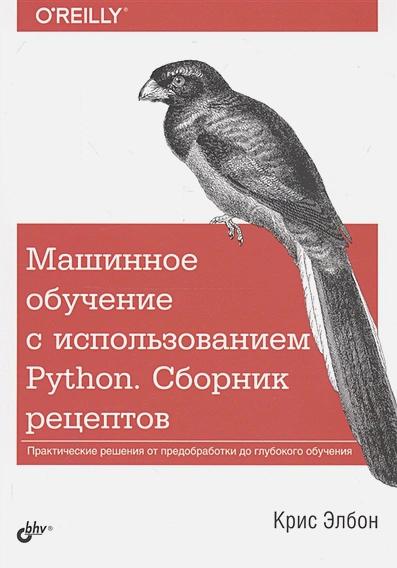 O'REILLY®
Машинное
обучение
с использованием
Python. Сборник
рецептов
Практические решения от предобработки до глубокого обучения
bhv®
Крис Элбон